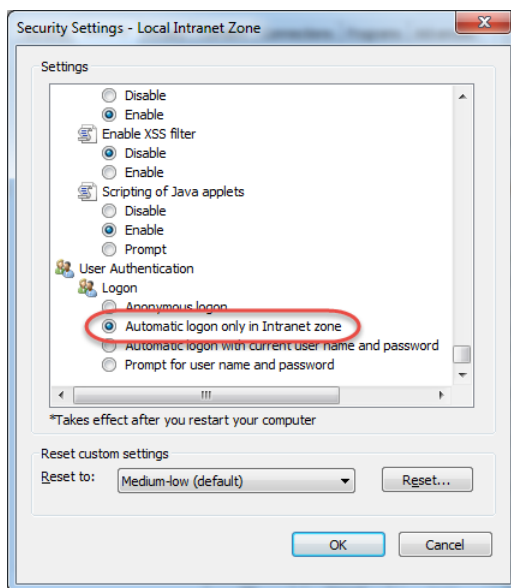 Security Settings - Local Intranet Zone
Settings
Disable
Enable
Enable XSS filter
Disable
Enable
Scripting of Java applets
Disable
Enable
Prompt
User Authentication
Logon
Anonymous logon
Automatic logon only in Intranet zone
Automatic logon with current user name and password
Prompt for user name and password
*Takes effect after you restart your computer
Reset custom settings
Reset to:
Medium-low (default)
Reset...
OK
Cancel